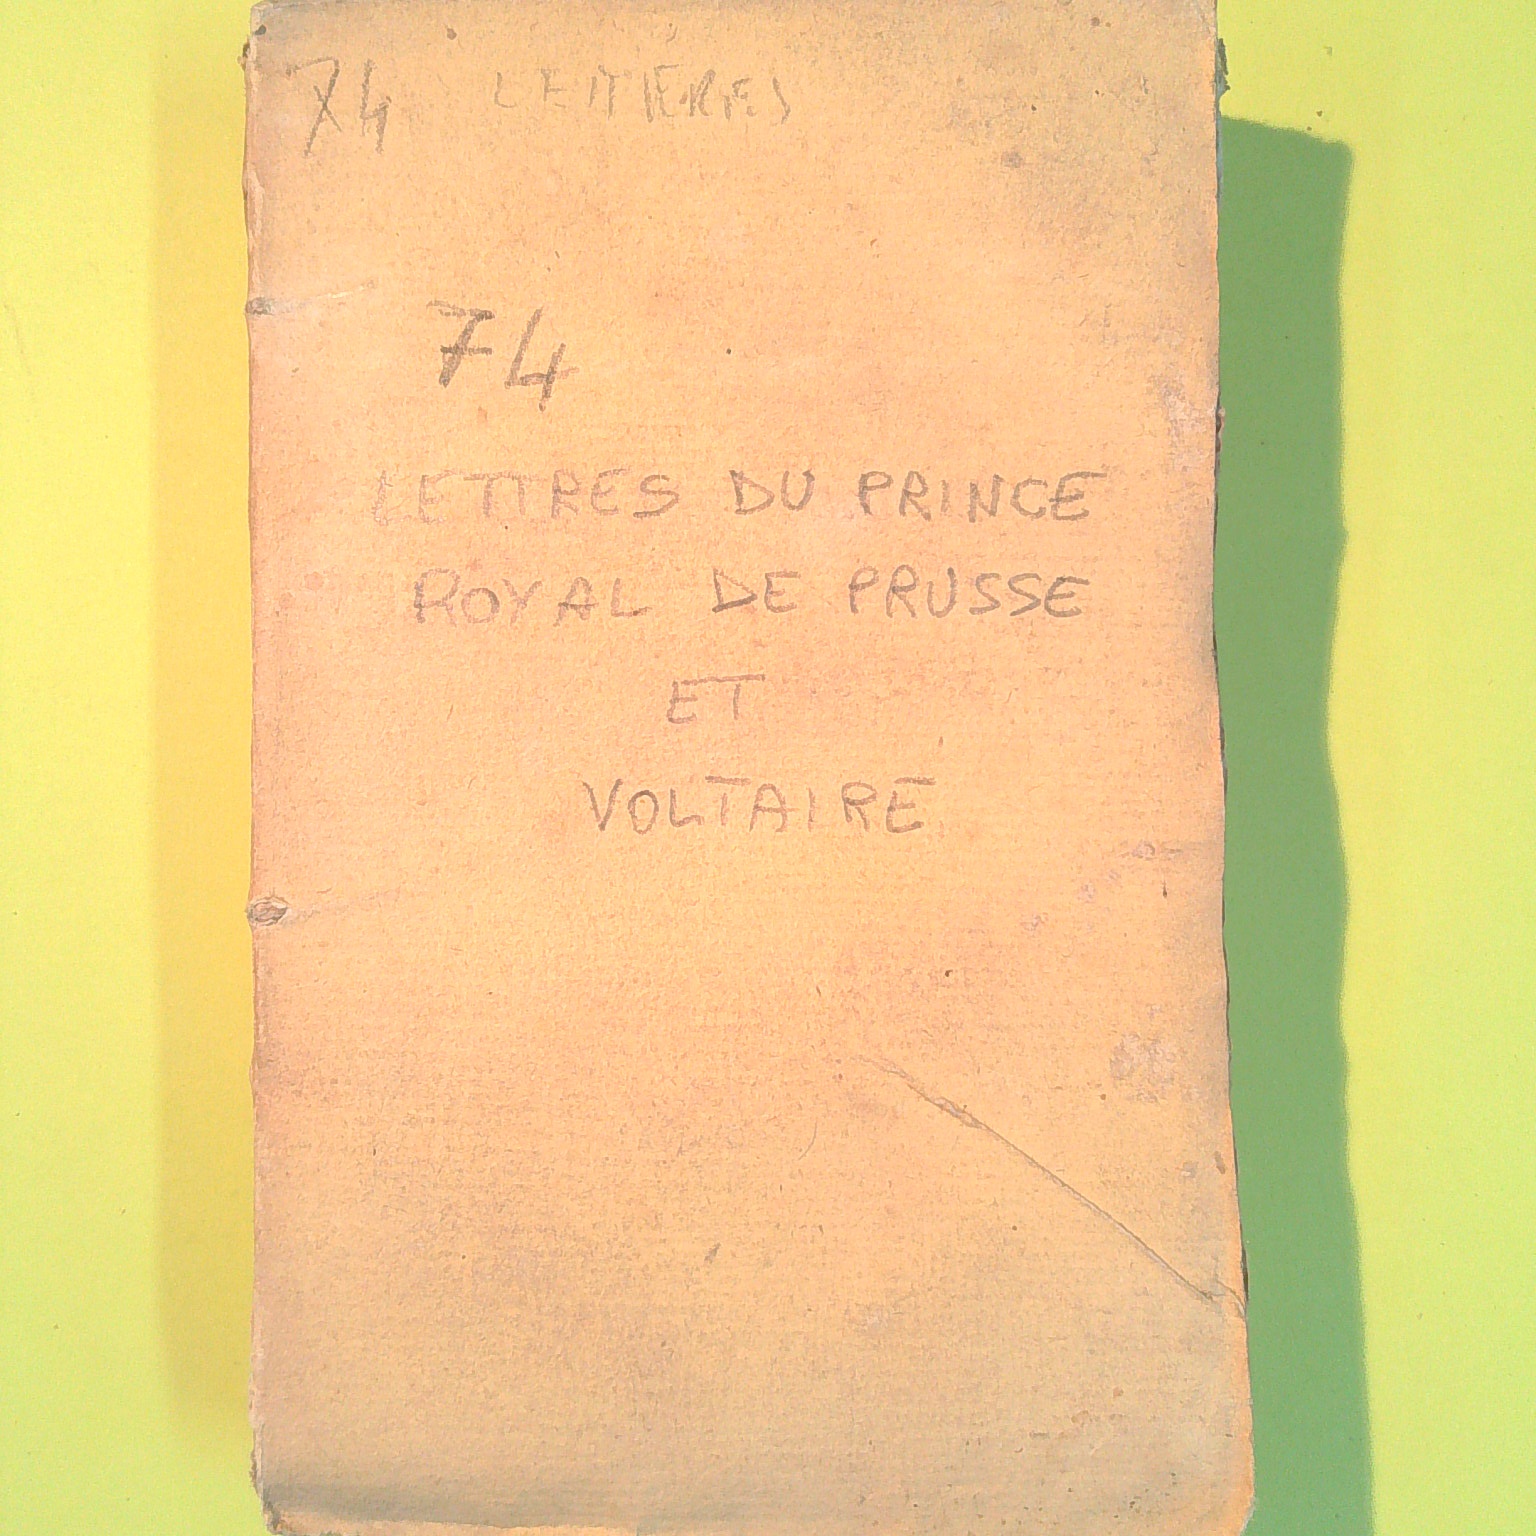 74 LETTERES
74
LETTRES DU PRINCE
ROYAL DE PRUSSE
ET
VOLTAIRE